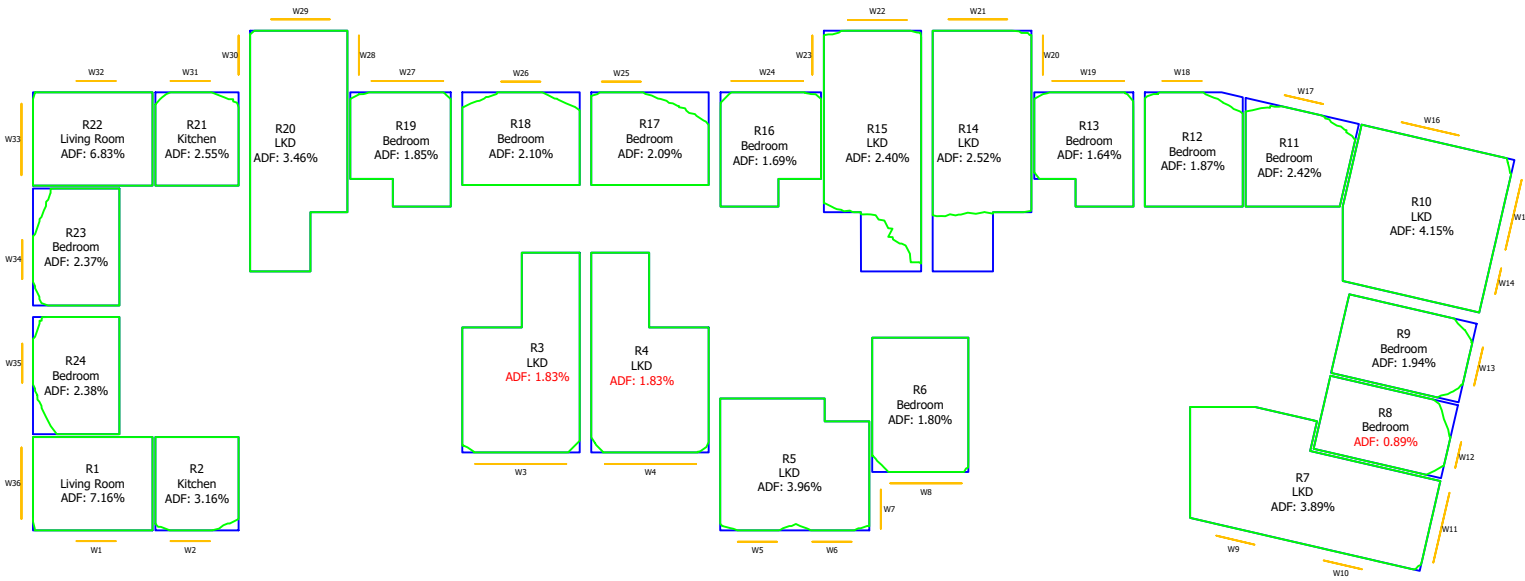 W29
W22
W21
W30
W28
W23
W20
W32
W31
W27
W26
W25
W24
W19
W18
W17
W16
W33
R22
Living Room
ADF: 6.83%
R21
Kitchen
ADF: 2.55%
R20
LKD
ADF: 3.46%
R19
Bedroom
ADF: 1.85%
R18
Bedroom
ADF: 2.10%
R17
Bedroom
ADF: 2.09%
R16
Bedroom
ADF: 1.69%
R15
LKD
ADF: 2.40%
R14
LKD
ADF: 2.52%
R13
Bedroom
ADF: 1.64%
R12
Bedroom
ADF: 1.87%
R11
Bedroom
ADF: 2.42%
R10
LKD
ADF: 4.15%
W1
W14
W34
R23
Bedroom
ADF: 2.37%
W35
R24
Bedroom
ADF: 2.38%
R3
LKD
ADF: 1.83%
R4
LKD
ADF: 1.83%
R6
Bedroom
ADF: 1.80%
R9
Bedroom
ADF: 1.94%
W13
R8
Bedroom
ADF: 0.89%
W12
W36
R1
Living Room
ADF: 7.16%
R2
Kitchen
ADF: 3.16%
W3
W4
R5
LKD
ADF: 3.96%
W8
W7
R7
LKD
ADF: 3.89%
W11
W1
W2
W5
W6
W9
W10